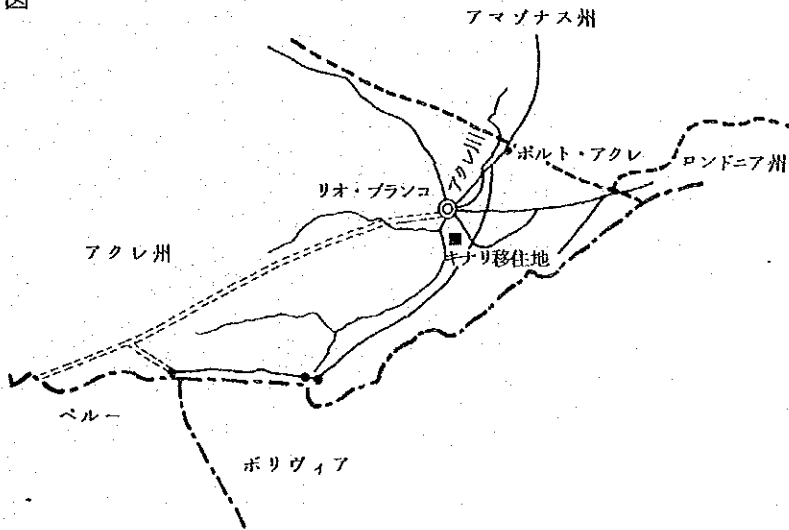 図
アマゾナス州
アクレ川
ポルト・アクレ
ロンドニア州
リオ・ブランコ
キナリ移住地
アクレ州
ペルー
ボリヴィア